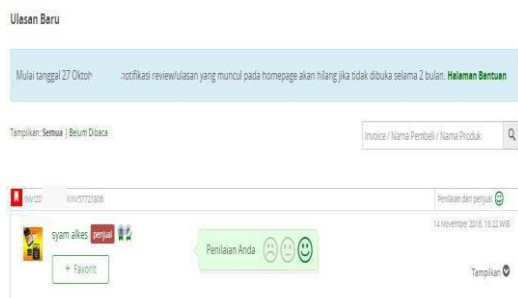 Ulasan Baru
Mulai tanggal 27 Oktob notifikasi review/ulasan yang muncul pada homepage akan hilang jika tidak dibuka selama 2 bulan. Halaman Bantuan
Tampilkan: Semua | Belum Dibaca
Invoice / Nama Pembeli / Nama Produk
Penilaian dari penjual
syam alkes penjual
14 November 2016, 18:22 WIB
Penilaian Anda
+ Favorit
Tampilkan